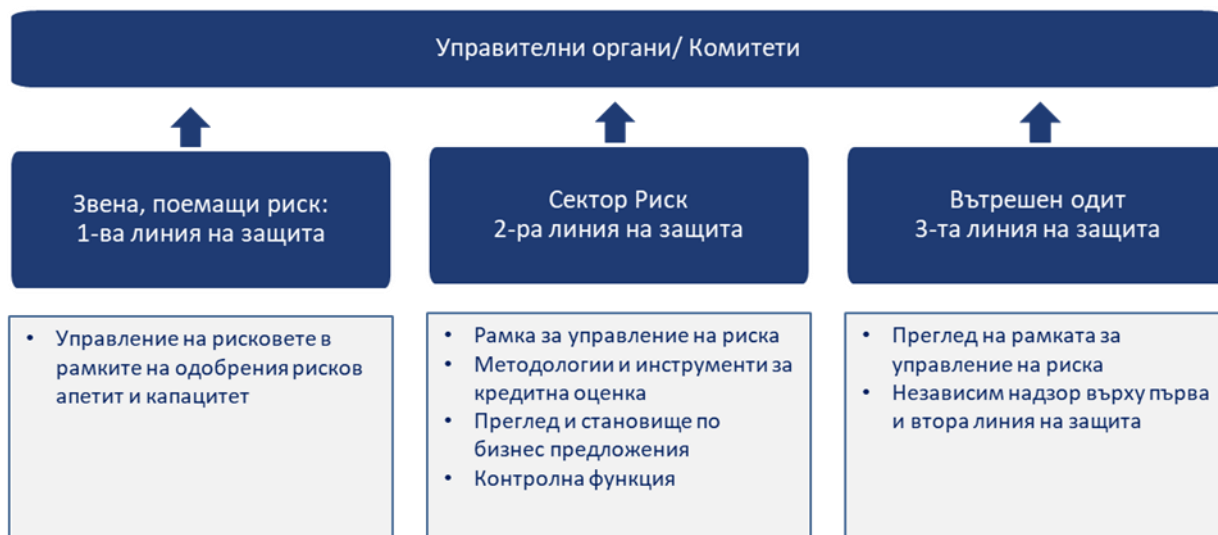 Управителни органи/ Комитети
Звена, поемащи риск:
1-ва линия на защита
Сектор Риск
2-ра линия на защита
Вътрешен одит
3-та линия на защита
• Управление на рисковете в
рамките на одобрения рисков
апетит и капацитет
• Рамка за управление на риска
• Методологии и инструменти за
кредитна оценка
• Преглед и становище по
бизнес предложения
• Контролна функция
• Преглед на рамката за
управление на риска
• Независим надзор върху първа
и втора линия на защита